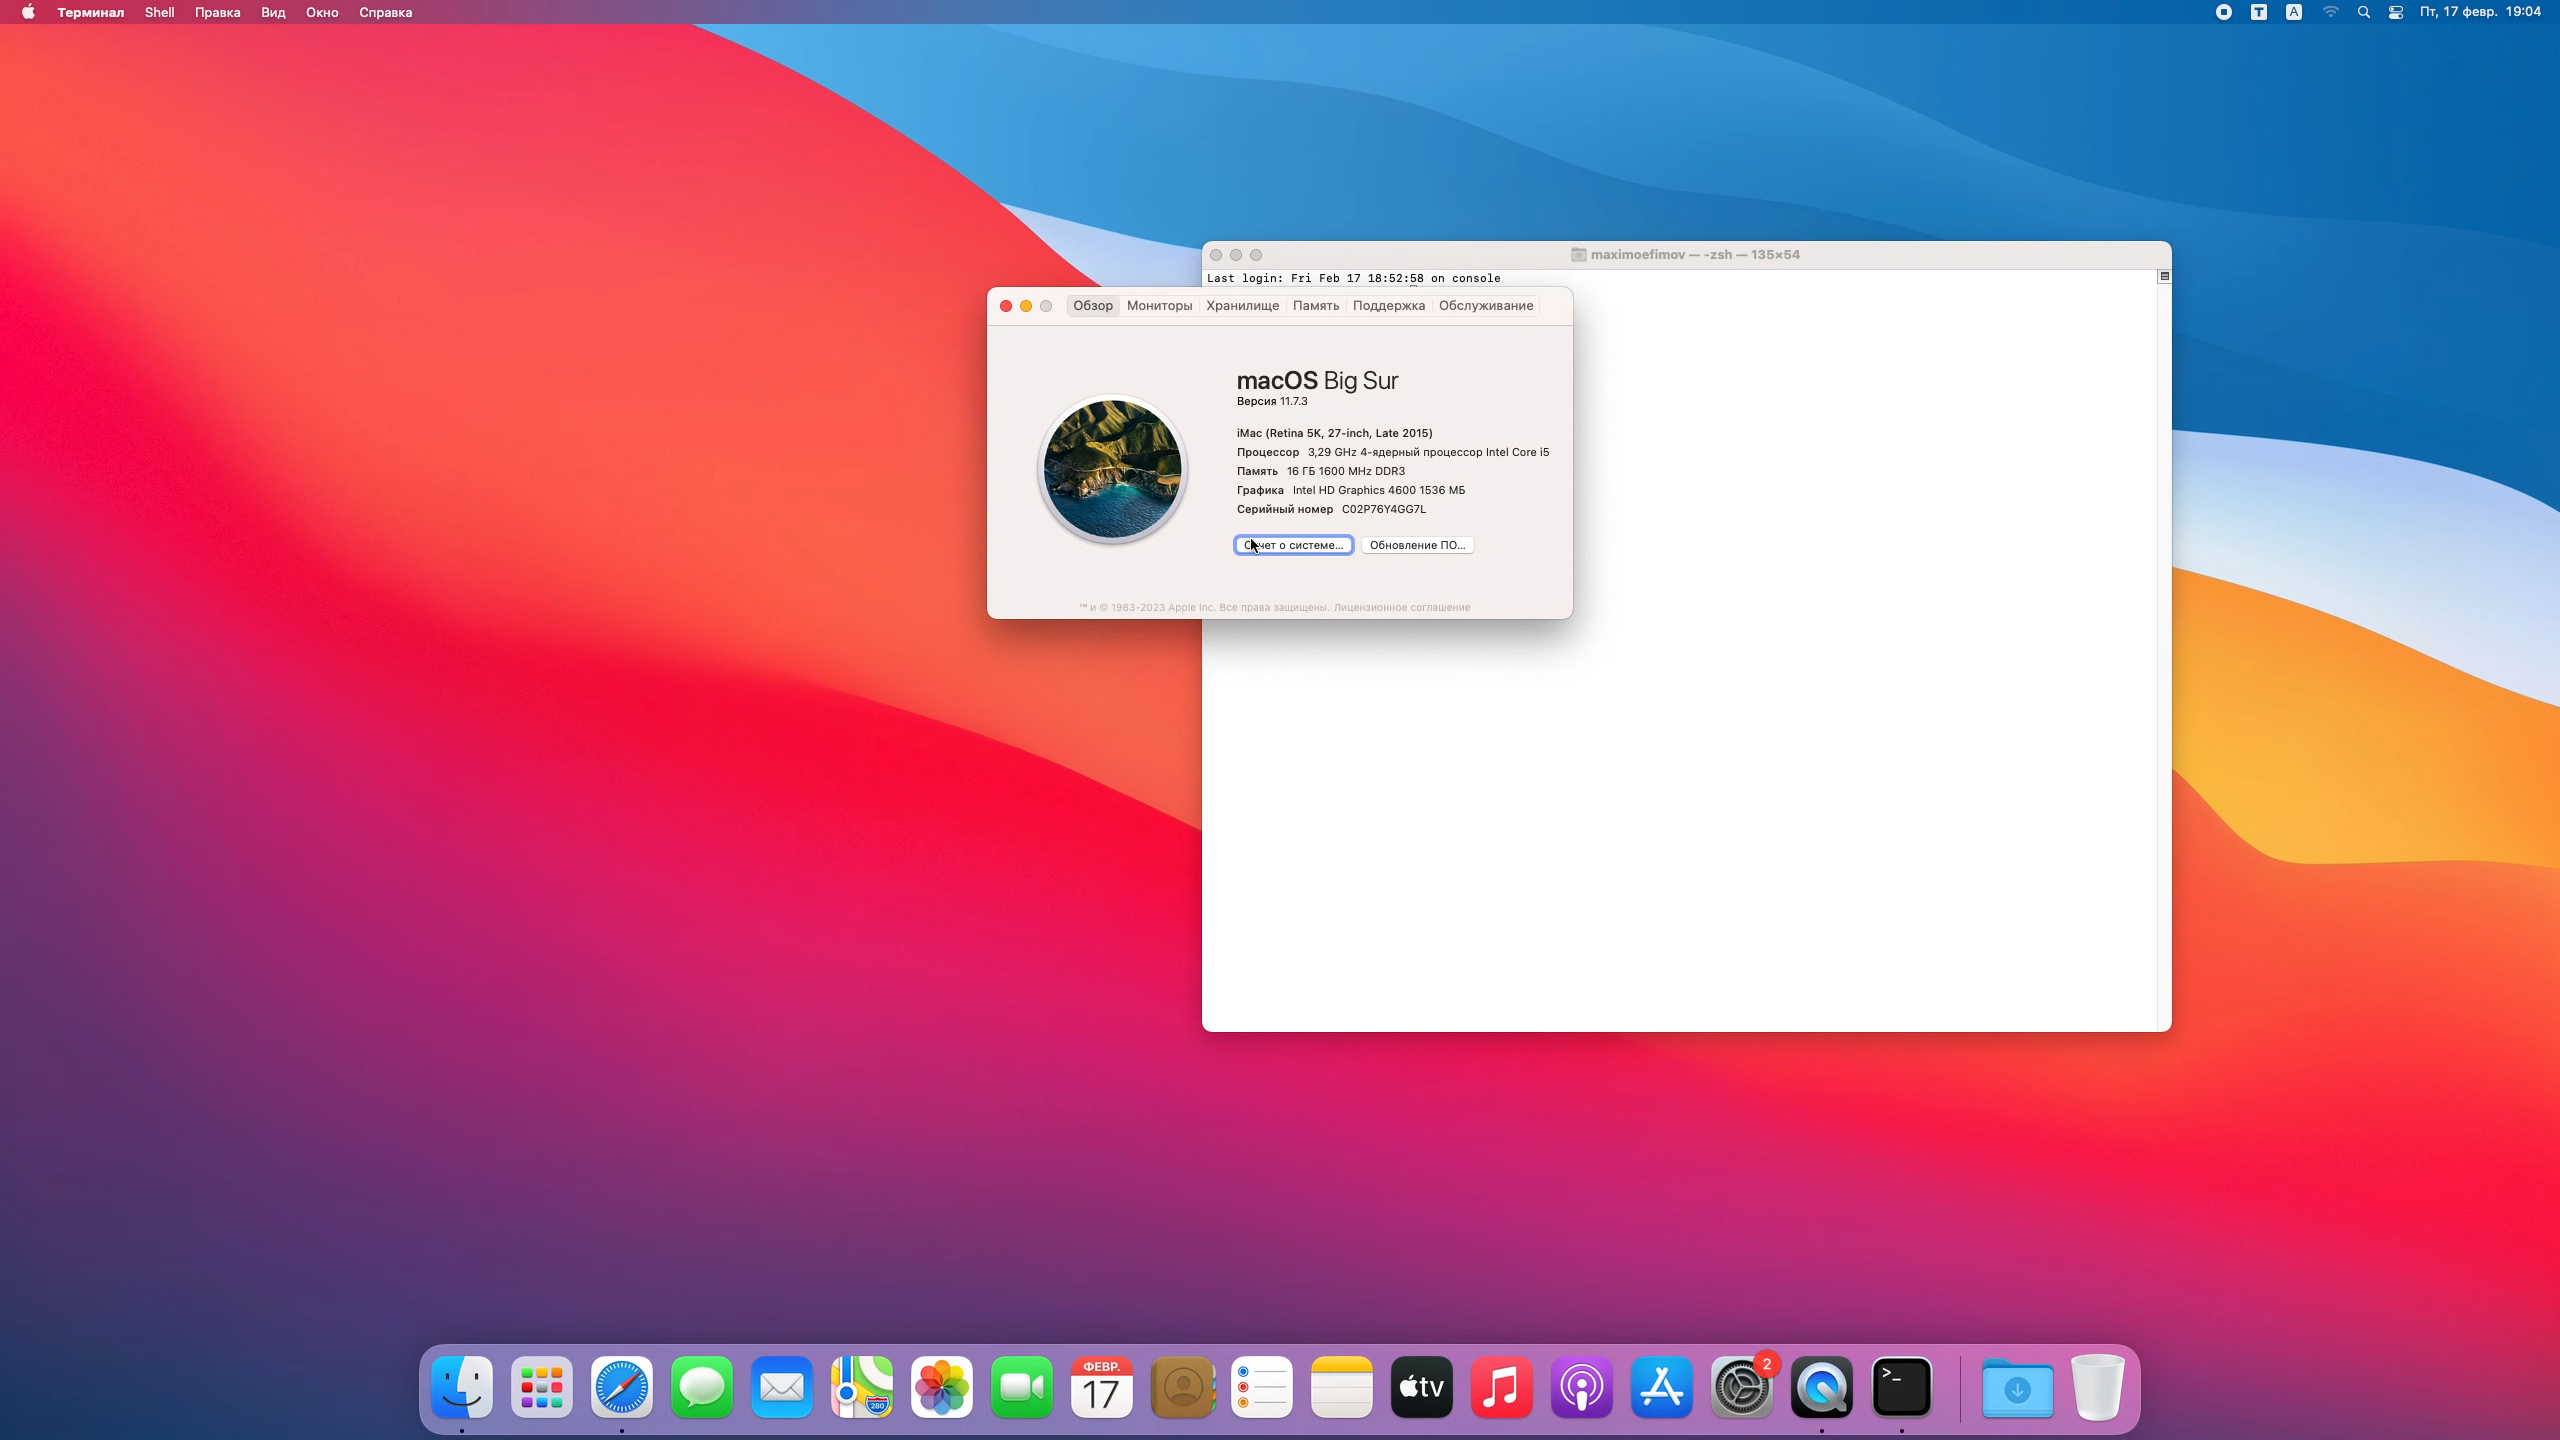 Терминал Shell Правка Вид Окно Справка
T A Пт, 17 февр. 19:04
maximoefimov — -zsh — 135×54
Last login: Fri Feb 17 18:52:58 on console
Обзор Мониторы Хранилище Память Поддержка Обслуживание
macOS Big Sur
Версия 11.7.3
iMac (Retina 5K, 27-inch, Late 2015)
Процессор 3,29 GHz 4-ядерный процессор Intel Core i5
Память 16 ГБ 1600 MHz DDR3
Графика Intel HD Graphics 4600 1536 МБ
Серийный номер C02P76Y4GG7L
о системе... Обновление ПО...
™ и © 1983-2023 Apple Inc. Все права защищены. Лицензионное соглашение
280
ФЕВР.
17
tv
2
>_